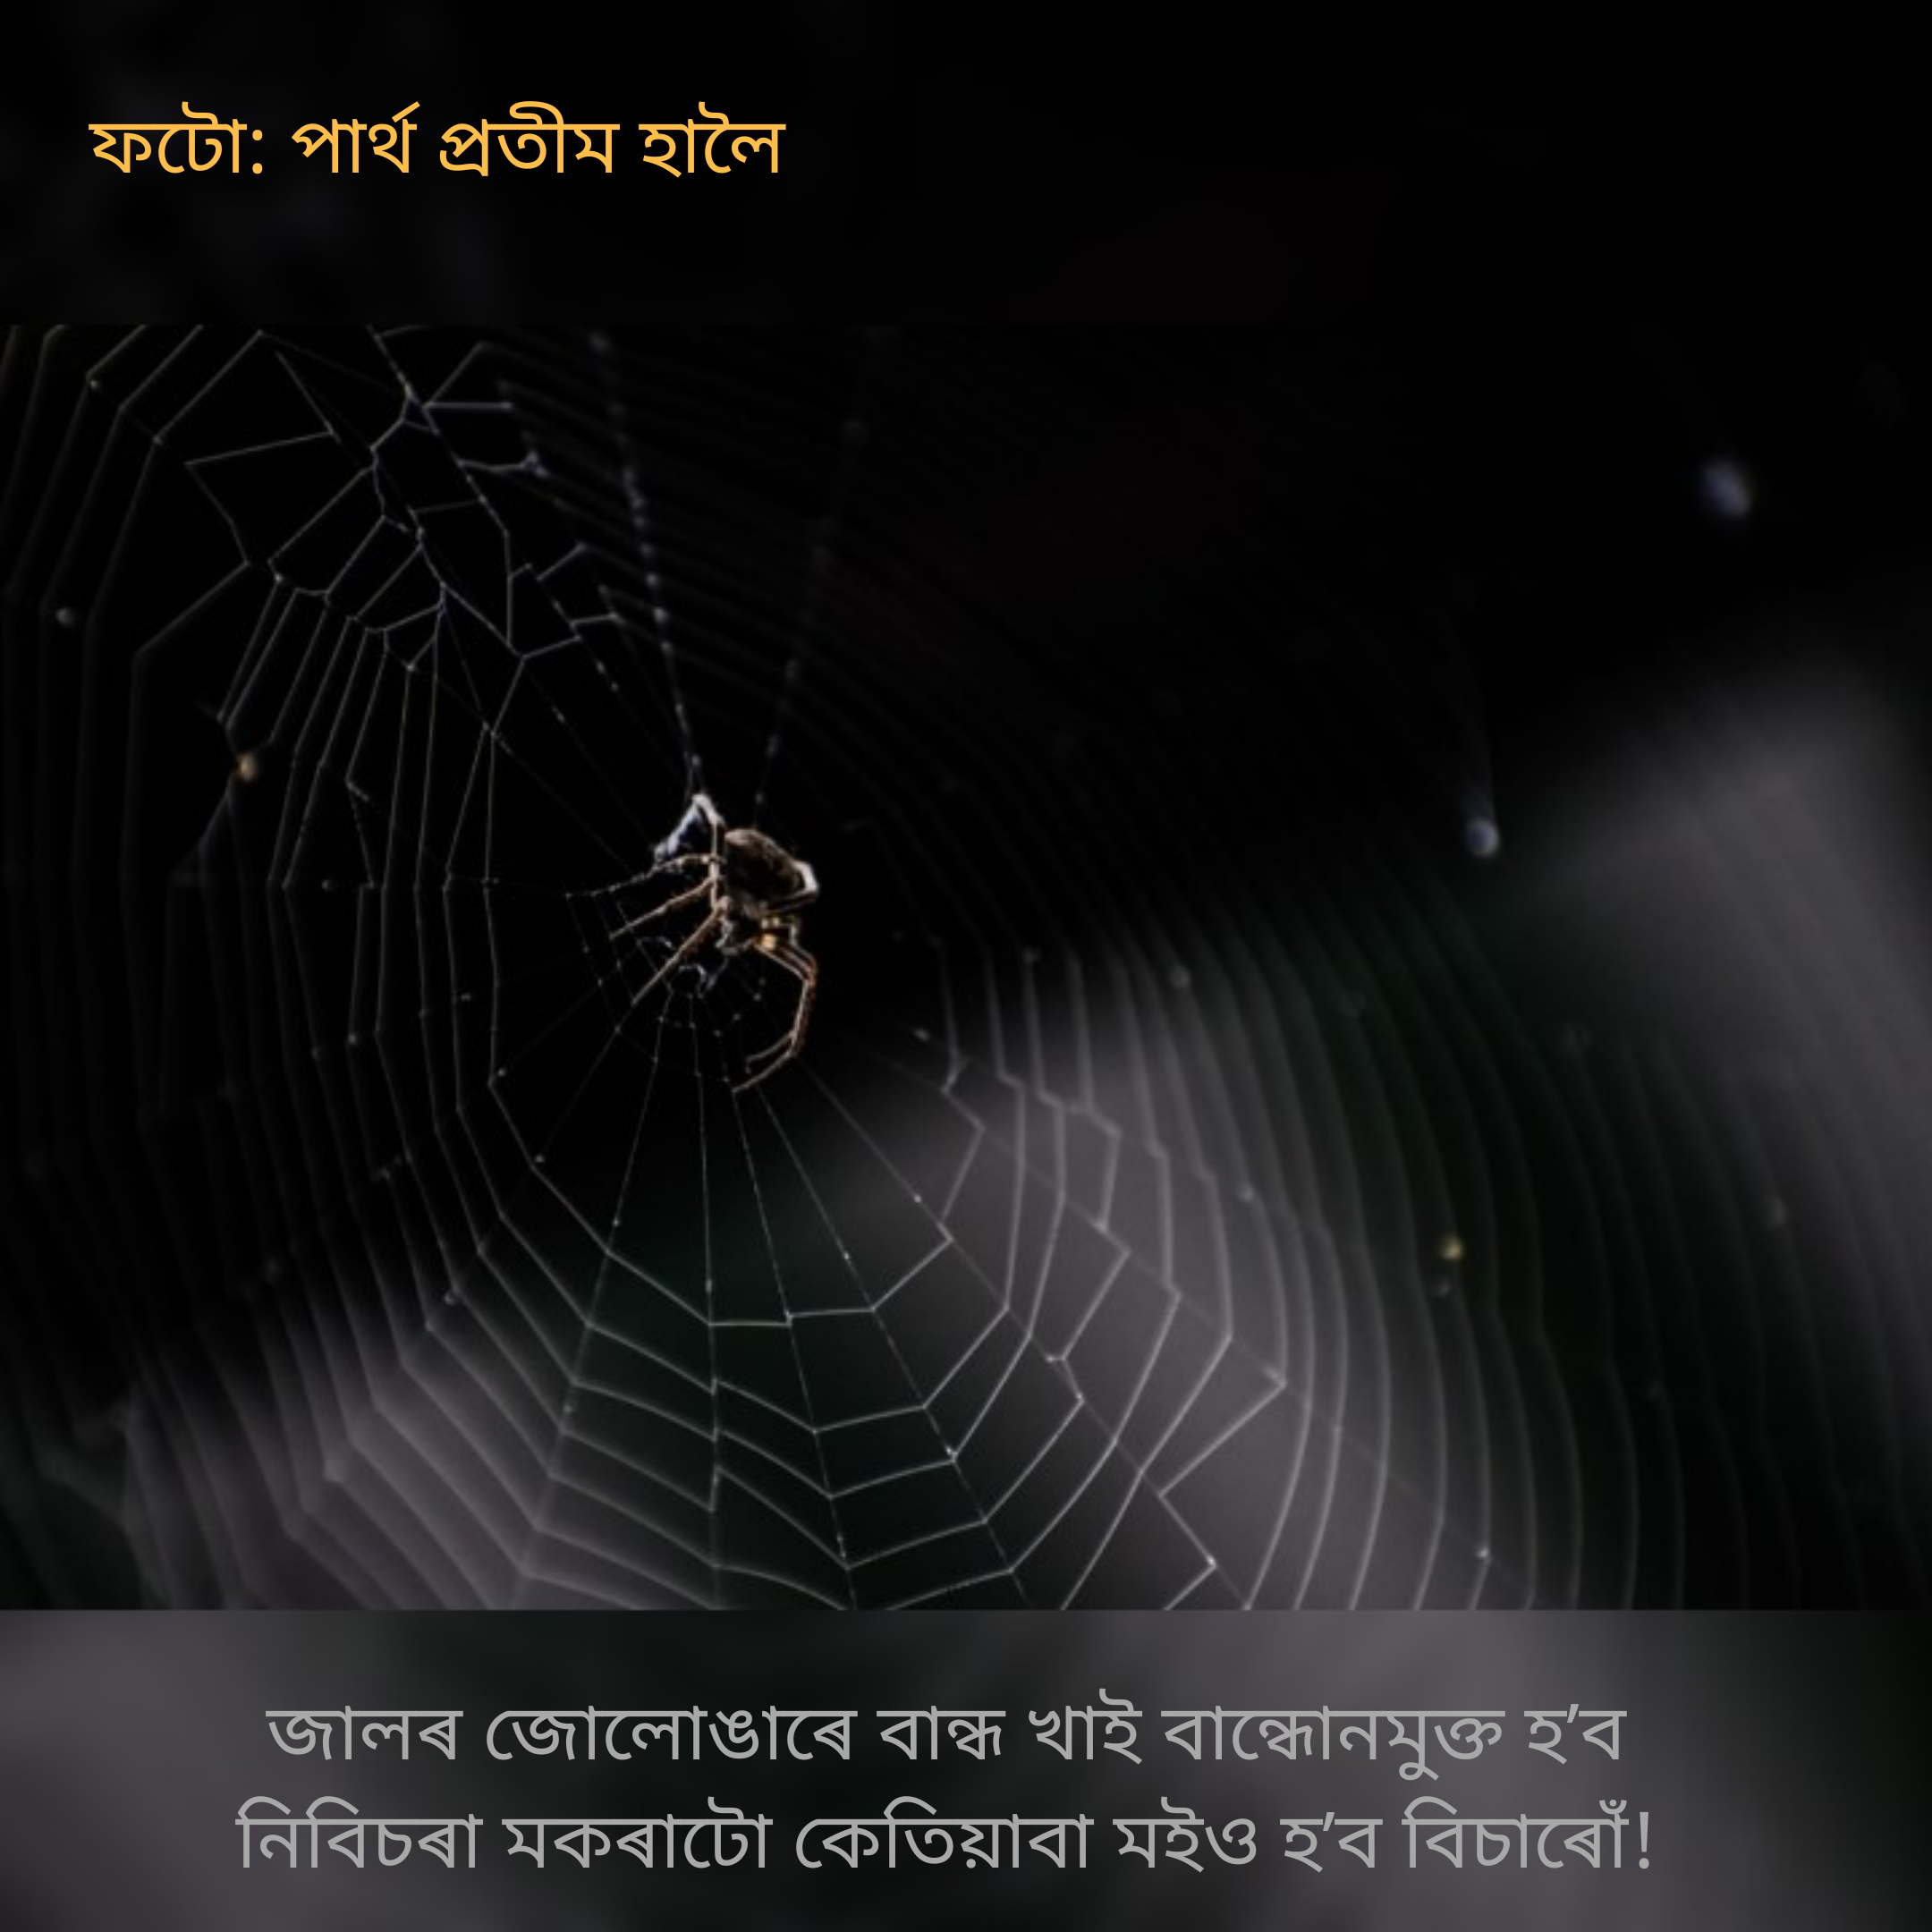 ফটো: পাৰ্থ প্ৰতীম হালৈ
জালৰ জোলোঙাৰে বান্ধ খাই বান্ধোনমুক্ত হ’ব
নিবিচৰা মকৰাটো কেতিয়াবা মইও হ’ব বিচাৰোঁ!